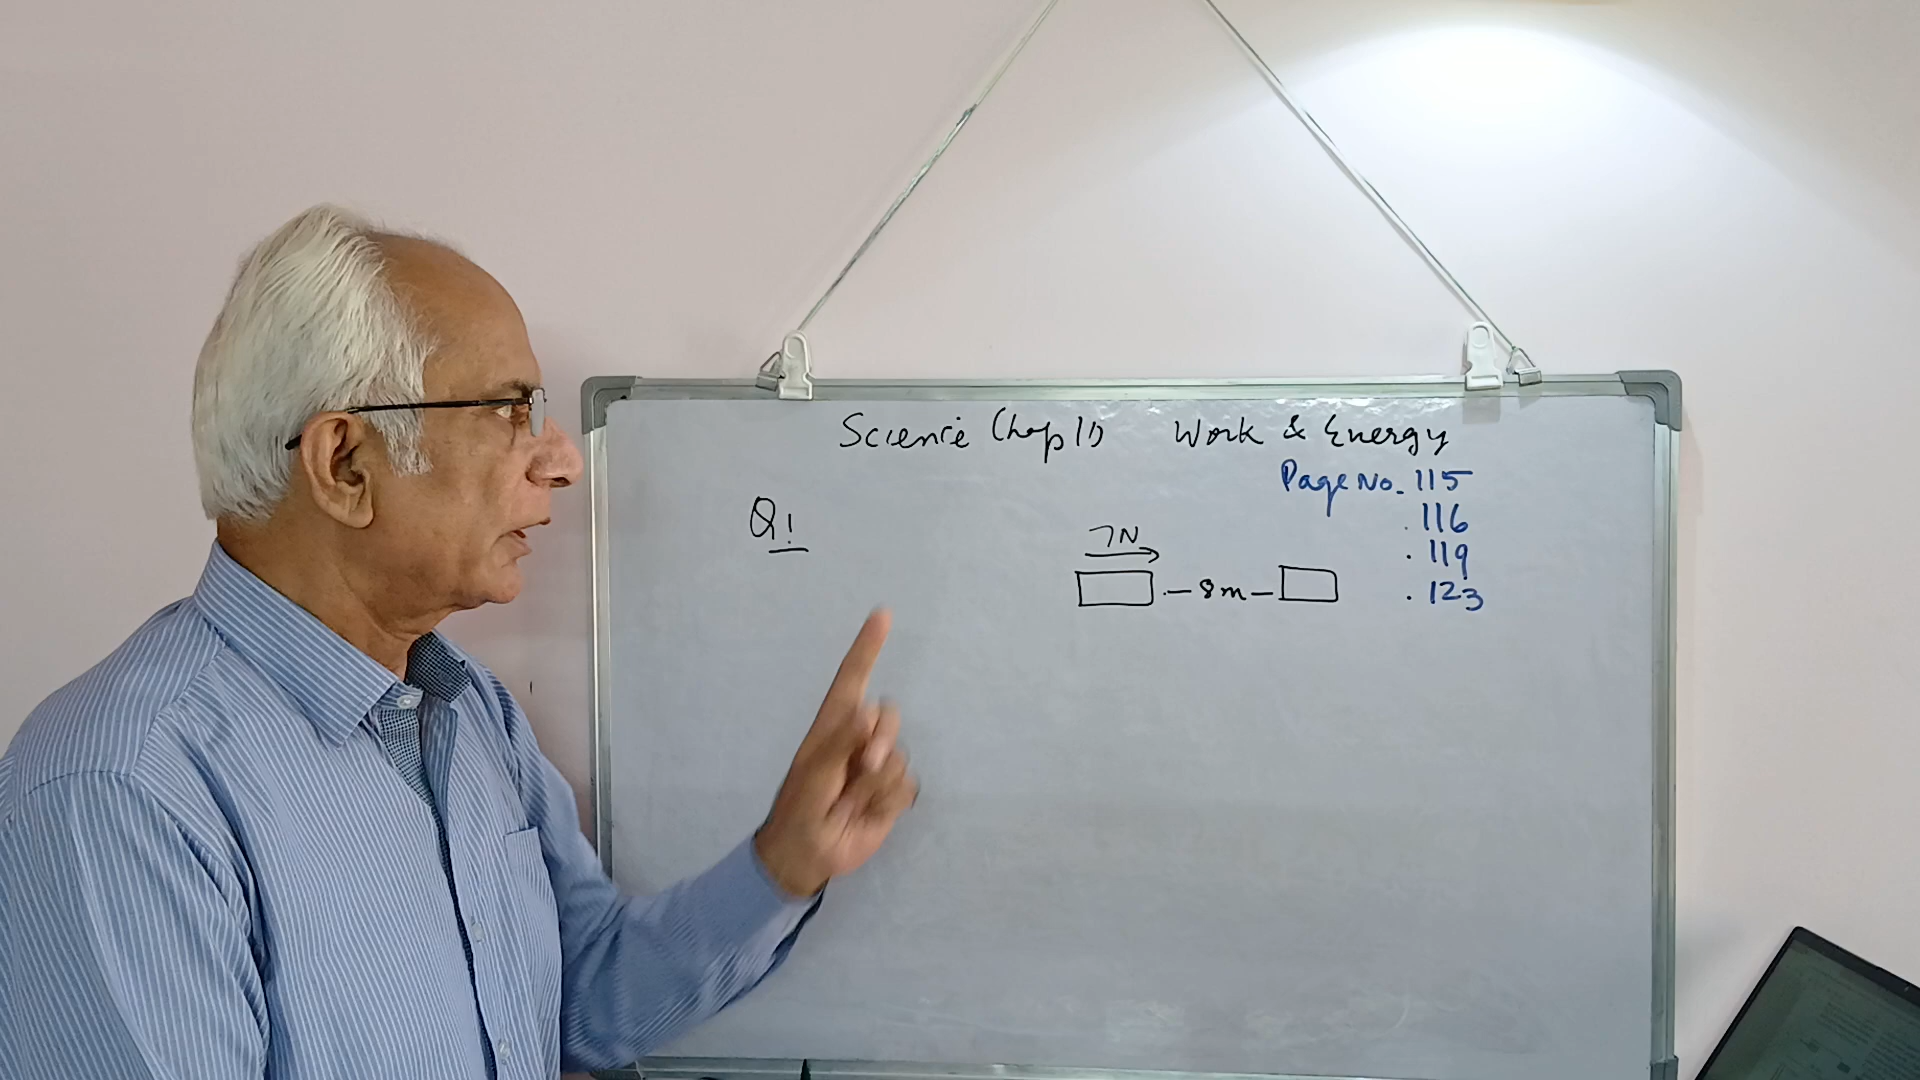 Science Chap 11 Work & Energy
Page No. 115
. 116
. 119
. 123
Q1
7N
8m